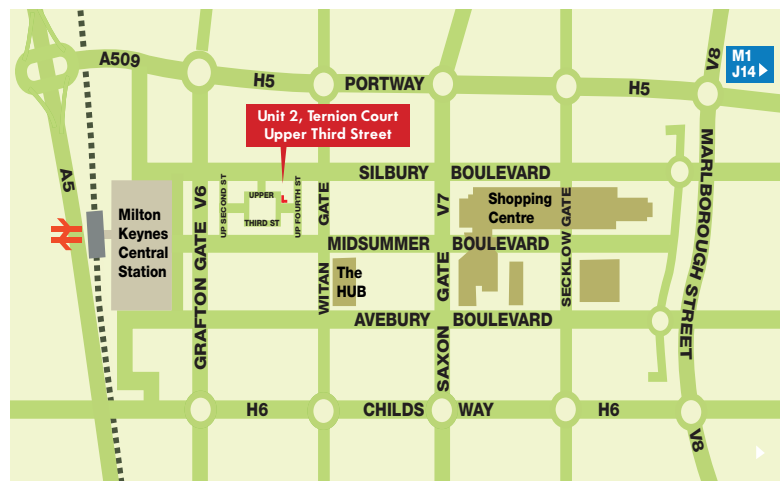 A509
H5
PORTWAY
H5
V8
M1
J14
Unit 2, Ternion Court
Upper Third Street
SILBURY BOULEVARD
A5
Milton
Keynes
Central
Station
GRAFTON GATE V6
UP SECOND ST
UPPER
THIRD ST
UP FOURTH ST
WITAN GATE
The
HUB
SAXON GATE V7
Shopping
Centre
SECKLOW GATE
MARLBOROUGH STREET
MIDSUMMER BOULEVARD
AVEBURY BOULEVARD
H6
CHILDS WAY
H6
V8